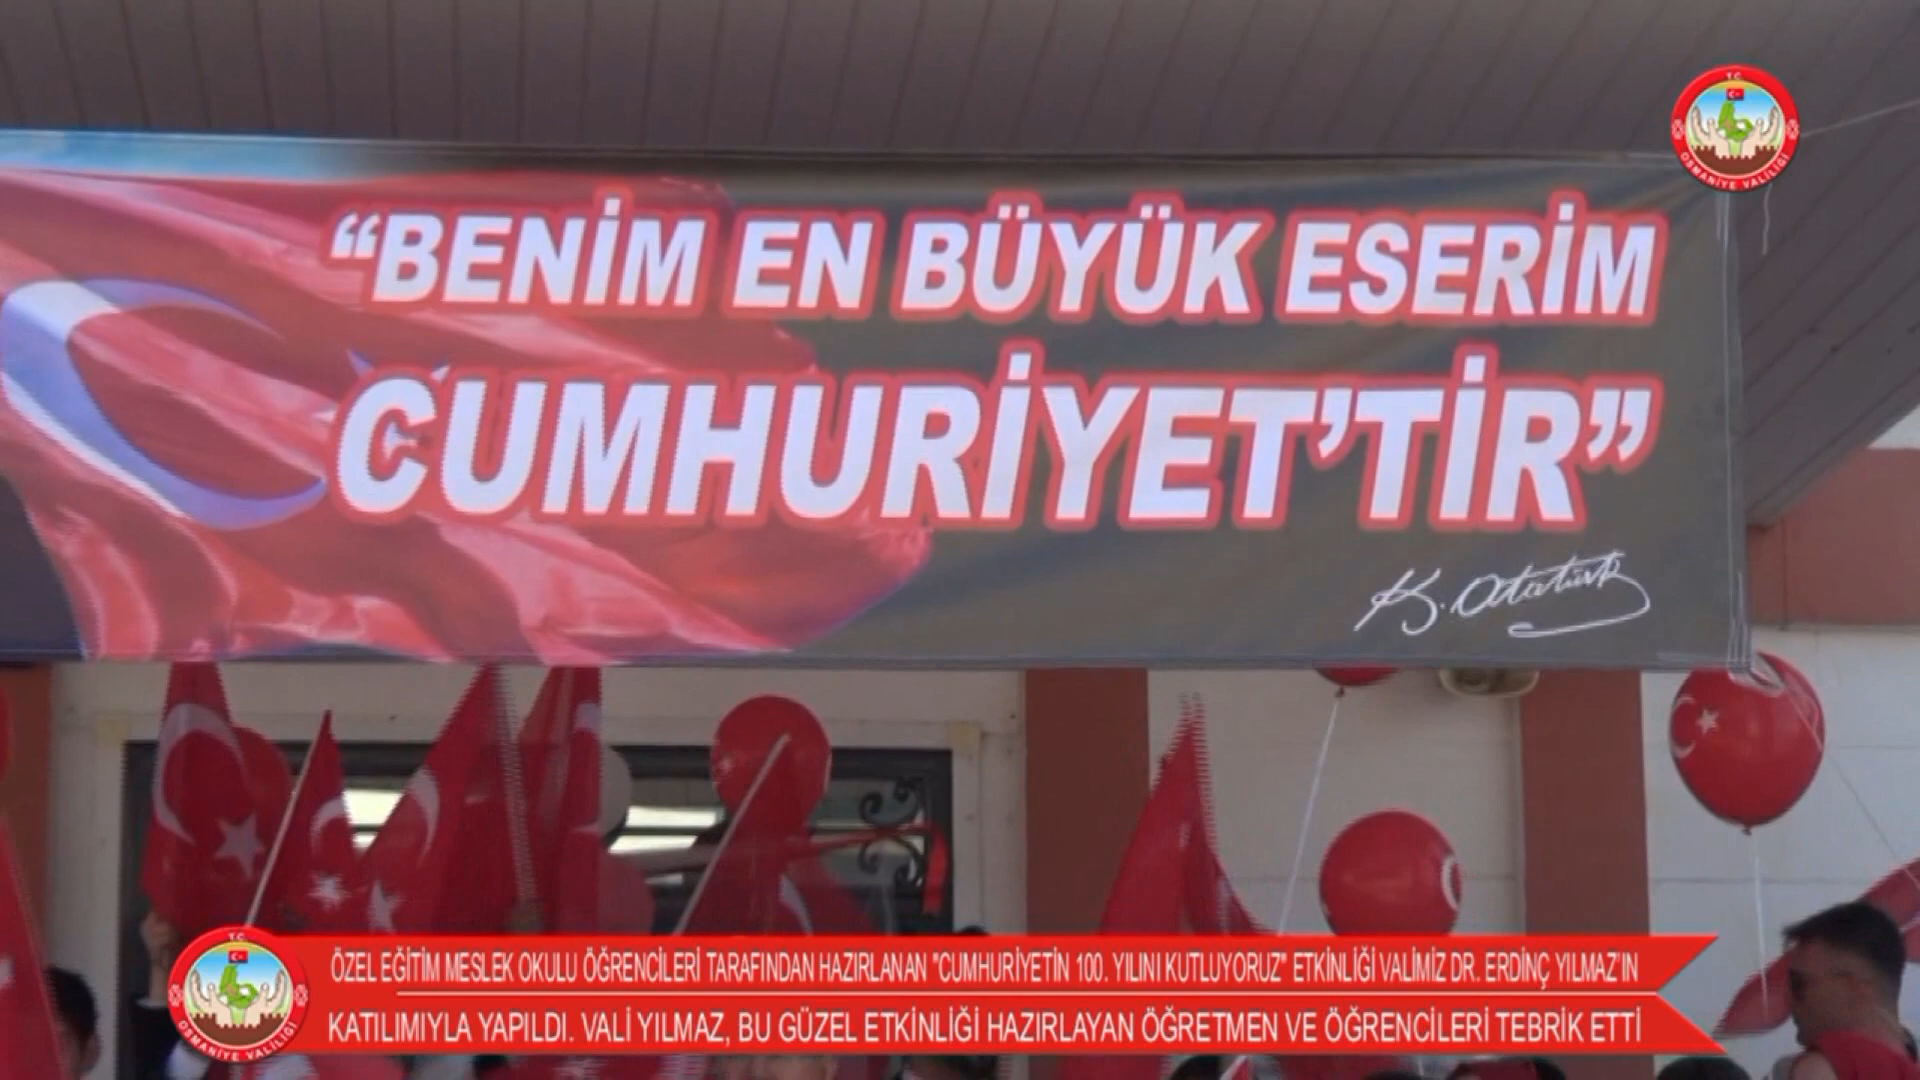 T.C.
OSMANİYE VALİLİĞİ
“BENİM EN BÜYÜK ESERİM
CUMHURİYET’TİR”
K. Atatürk
T.C.
OSMANİYE VALİLİĞİ
ÖZEL EĞİTİM MESLEK OKULU ÖĞRENCİLERİ TARAFINDAN HAZIRLANAN "CUMHURİYETİN 100. YILINI KUTLUYORUZ" ETKİNLİĞİ VALİMİZ DR. ERDİNÇ YILMAZ'IN
KATILIMIYLA YAPILDI. VALİ YILMAZ, BU GÜZEL ETKİNLİĞİ HAZIRLAYAN ÖĞRETMEN VE ÖĞRENCİLERİ TEBRİK ETTİ